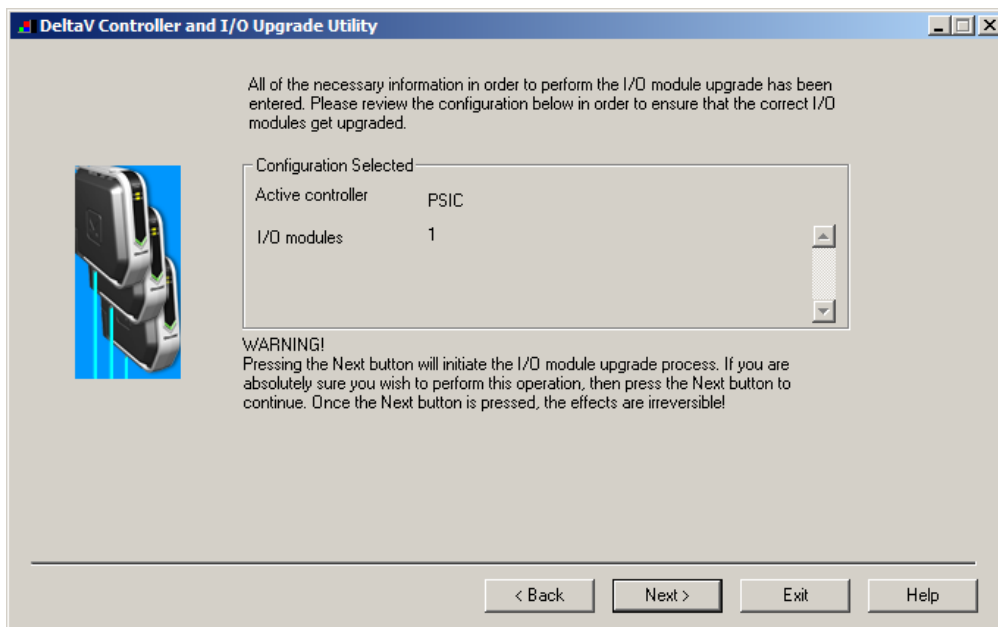 DeltaV Controller and I/O Upgrade Utility
All of the necessary information in order to perform the I/O module upgrade has been
entered. Please review the configuration below in order to ensure that the correct I/O
modules get upgraded.
Configuration Selected
Active controller PSIC
I/O modules 1
WARNING!
Pressing the Next button will initiate the I/O module upgrade process. If you are
absolutely sure you wish to perform this operation, then press the Next button to
continue. Once the Next button is pressed, the effects are irreversible!
< Back Next > Exit Help